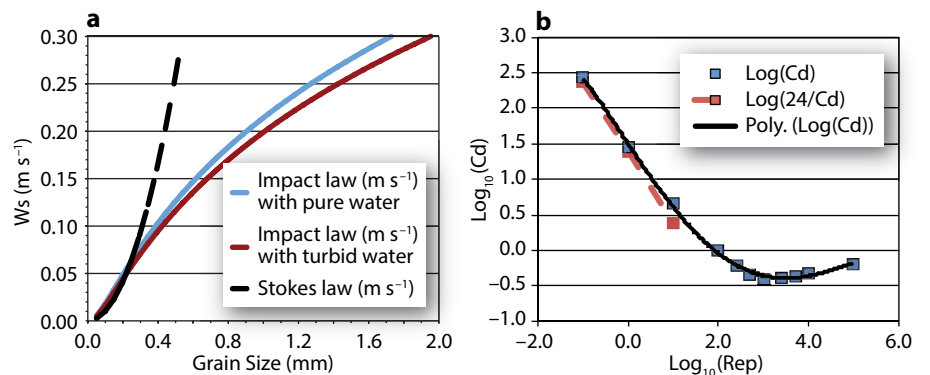 a
0.30
0.25
0.20
0.15
0.10
0.05
0.00
Ws (m s⁻¹)
0.0 0.4 0.8 1.2 1.6 2.0
Grain Size (mm)
Impact law (m s⁻¹)
with pure water
Impact law (m s⁻¹)
with turbid water
Stokes law (m s⁻¹)
b
3.0
2.5
2.0
1.5
1.0
0.5
0.0
−0.5
−1.0
Log₁₀(Cd)
−2.0 0.0 2.0 4.0 6.0
Log₁₀(Rep)
Log(Cd)
Log(24/Cd)
Poly. (Log(Cd))